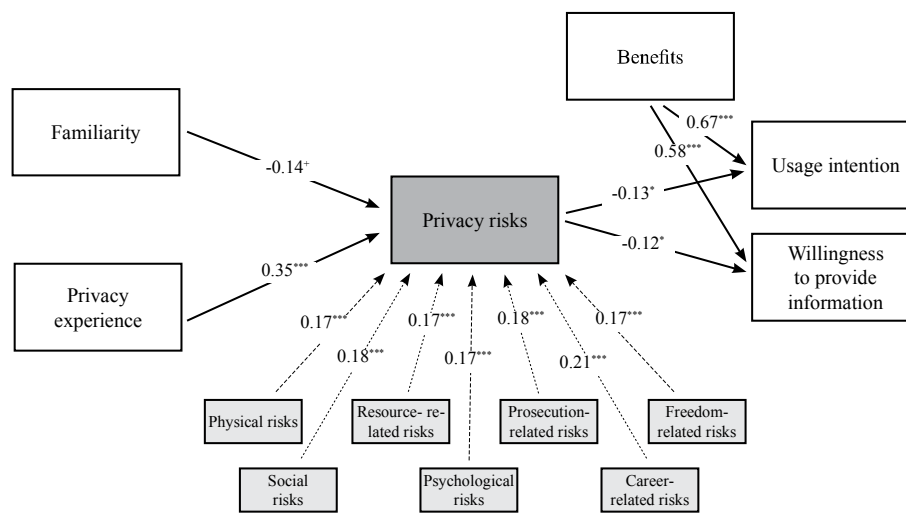 Benefits
Familiarity
0.67***
0.58***
Usage intention
-0.14+
-0.13*
Privacy risks
-0.12*
Willingness
to provide
information
Privacy
experience
0.35***
0.17***
0.17***
0.18***
0.17***
0.18***
0.17***
0.21***
Physical risks
Resource- re-
lated risks
Prosecution-
related risks
Freedom-
related risks
Social
risks
Psychological
risks
Career-
related risks